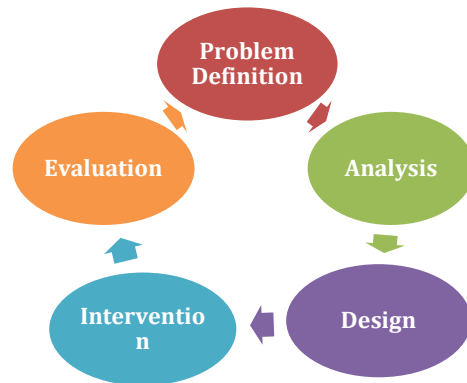 Problem
Definition
Evaluation
Analysis
Interventio
n
Design